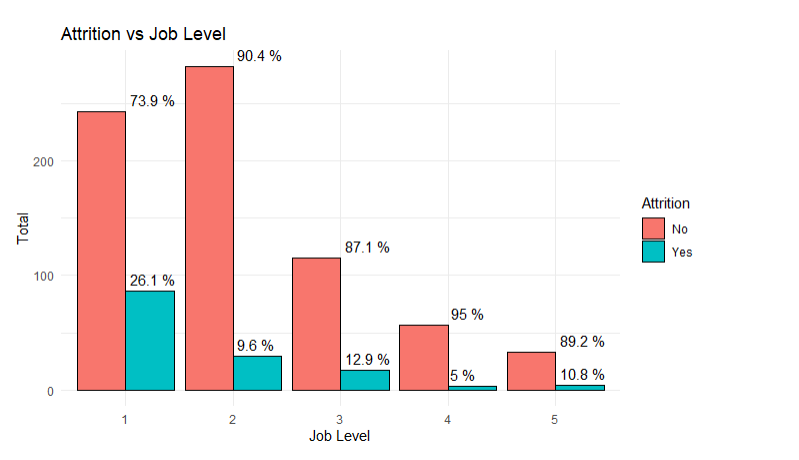 Attrition vs Job Level
90.4 %
73.9 %
87.1 %
26.1 %
95 %
89.2 %
9.6 %
12.9 %
5 %
10.8 %
200
100
0
Total
1 2 3 4 5
Job Level
Attrition
No
Yes